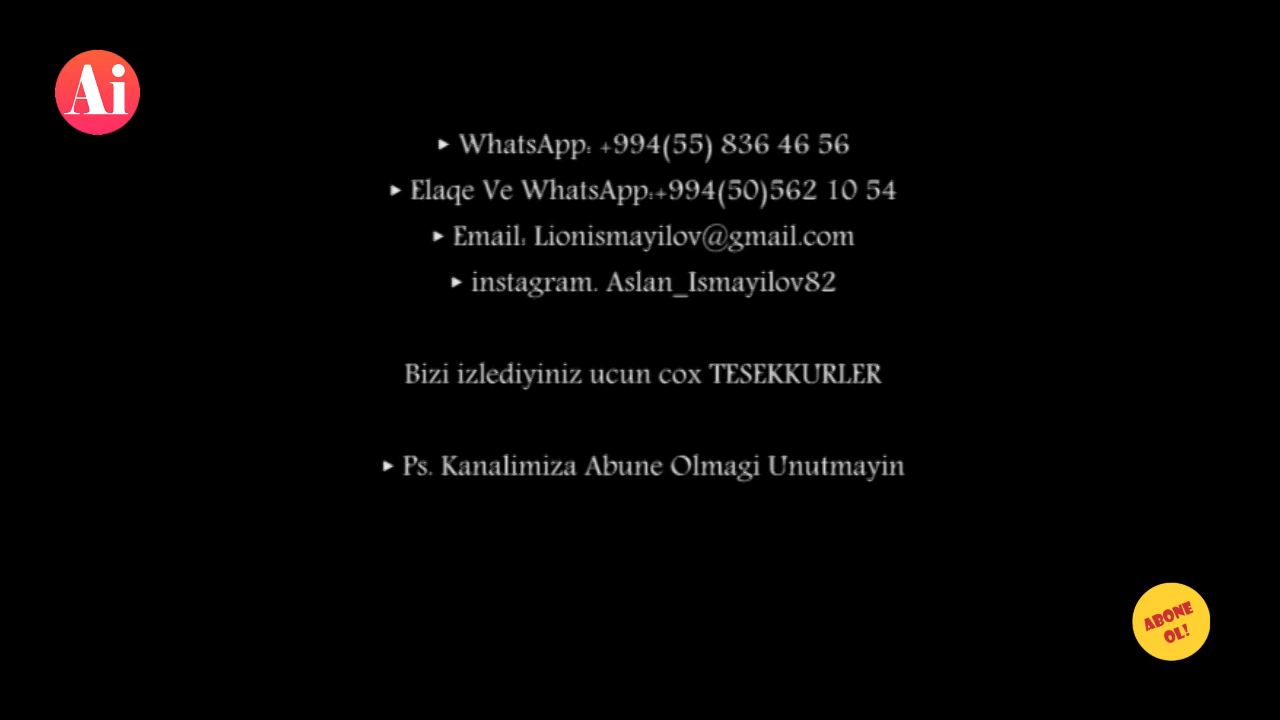 Ai
▸ WhatsApp: +994(55) 836 46 56
▸ Elaqe Ve WhatsApp:+994(50)562 10 54
▸ Email: Lionismayilov@gmail.com
▸ instagram. Aslan_Ismayilov82
Bizi izlediyiniz ucun cox TESEKKURLER
▸ Ps. Kanalimiza Abune Olmagi Unutmayin
ABONE
OL!